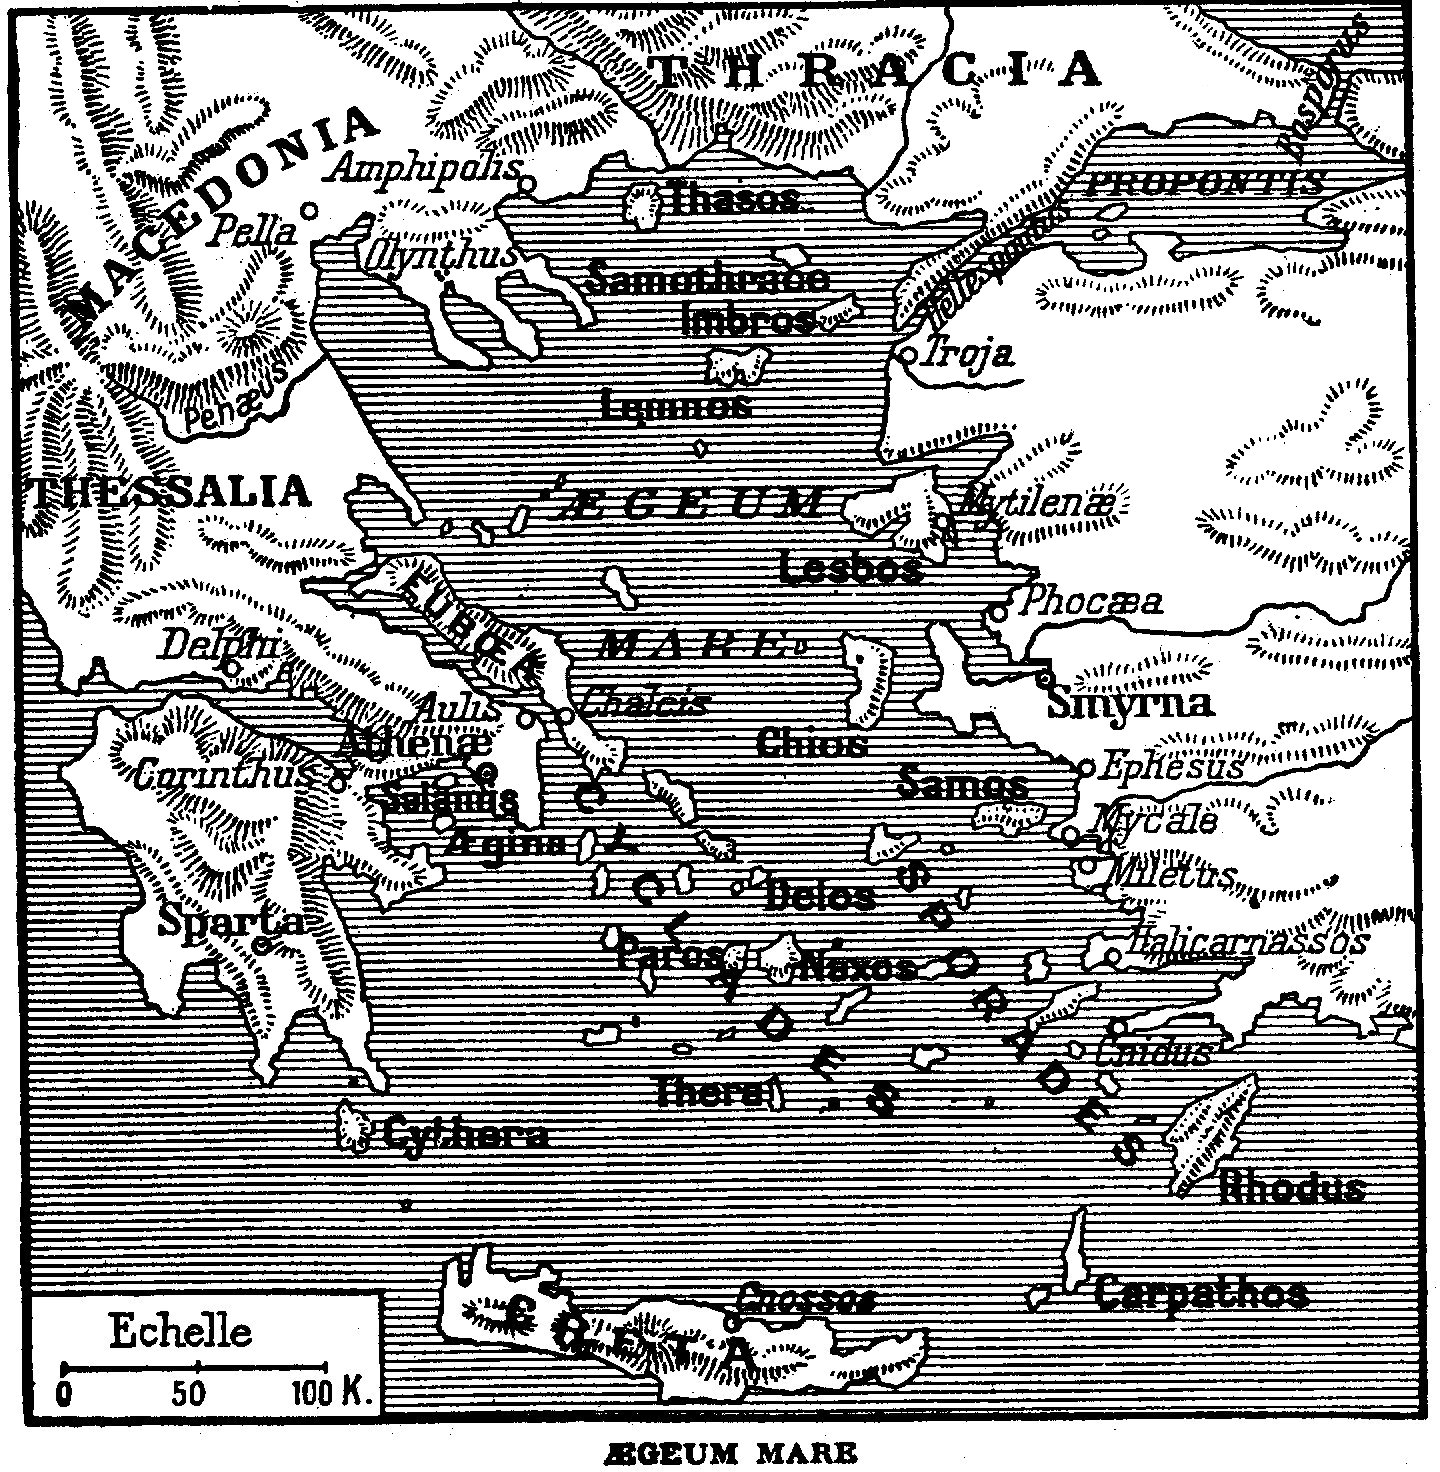 THRACIA
Bosporus
MACEDONIA
Amphipolis
PROPONTIS
Thasos
Pella
Olynthus
Samothrace
Hellespontus
Imbros
Troja
Penæus
Lemnos
THESSALIA
ÆGEUM
Mytilenæ
Lesbos
EUBŒA
Phocæa
MARE
Delphi
Aulis
Chalcis
Smyrna
Athenæ
Chios
Corinthus
Ephesus
Salamis
Samos
Mycale
Ægina
Miletus
Delos
Sparta
Halicarnassos
Paros
Naxos
CYCLADES
SPORADES
Cnidus
Thera
Cythera
Rhodus
Carpathos
Cnossos
CRETA
Echelle
0 50 100 K.
ÆGEUM MARE